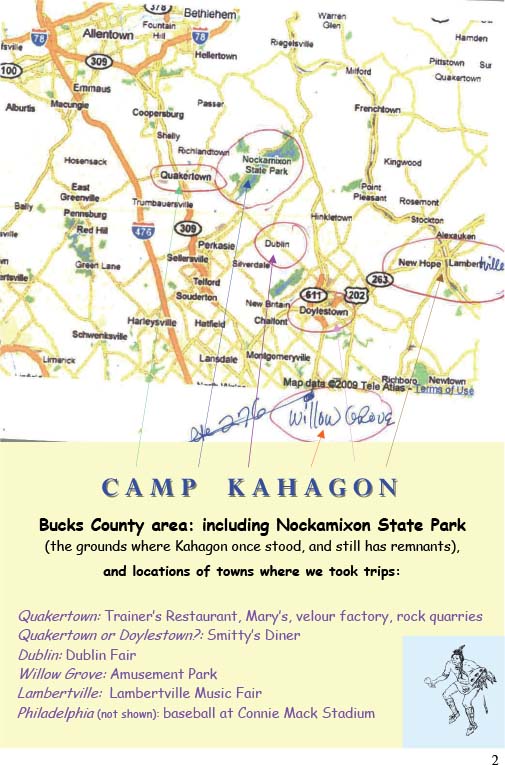 378
Bethlehem
Warren
Glen
78
Allentown
Fountain
Hill
78
Riegelsville
Hamden
sville
309
Hellertown
100
Emmaus
Milford
Pittstown
Quakertown
Alburtis
Macungie
Coopersburg
Passer
Frenchtown
Shelly
Richlandtown
Hosensack
Nockamixon
State Park
Kingwood
Quakertown
East
Greenville
Trumbauersville
Point
Pleasant
Rosemont
Bally
Pennsburg
Red Hill
Hinkletown
Stockton
476
309
Perkasie
Dublin
Alexauken
sville
Sellersville
Silverdale
New Hope
Lambertville
Green Lane
Telford
263
ertsville
Souderton
New Britain
611
202
Doylestown
Harleysville
Hatfield
Chalfont
Schwenksville
Limerick
Lansdale
Montgomeryville
Richboro
Newtown
Map data ©2009 Tele Atlas - Terms of Use
276
Willow Grove
CAMP KAHAGON
Bucks County area: including Nockamixon State Park
(the grounds where Kahagon once stood, and still has remnants),
and locations of towns where we took trips:
Quakertown: Trainer's Restaurant, Mary's, velour factory, rock quarries
Quakertown or Doylestown?: Smitty's Diner
Dublin: Dublin Fair
Willow Grove: Amusement Park
Lambertville: Lambertville Music Fair
Philadelphia (not shown): baseball at Connie Mack Stadium
2